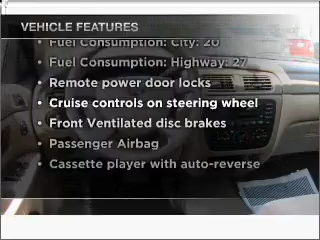 VEHICLE FEATURES
• Fuel Consumption: City: 20
• Fuel Consumption: Highway: 27
• Remote power door locks
• Cruise controls on steering wheel
• Front Ventilated disc brakes
• Passenger Airbag
• Cassette player with auto-reverse